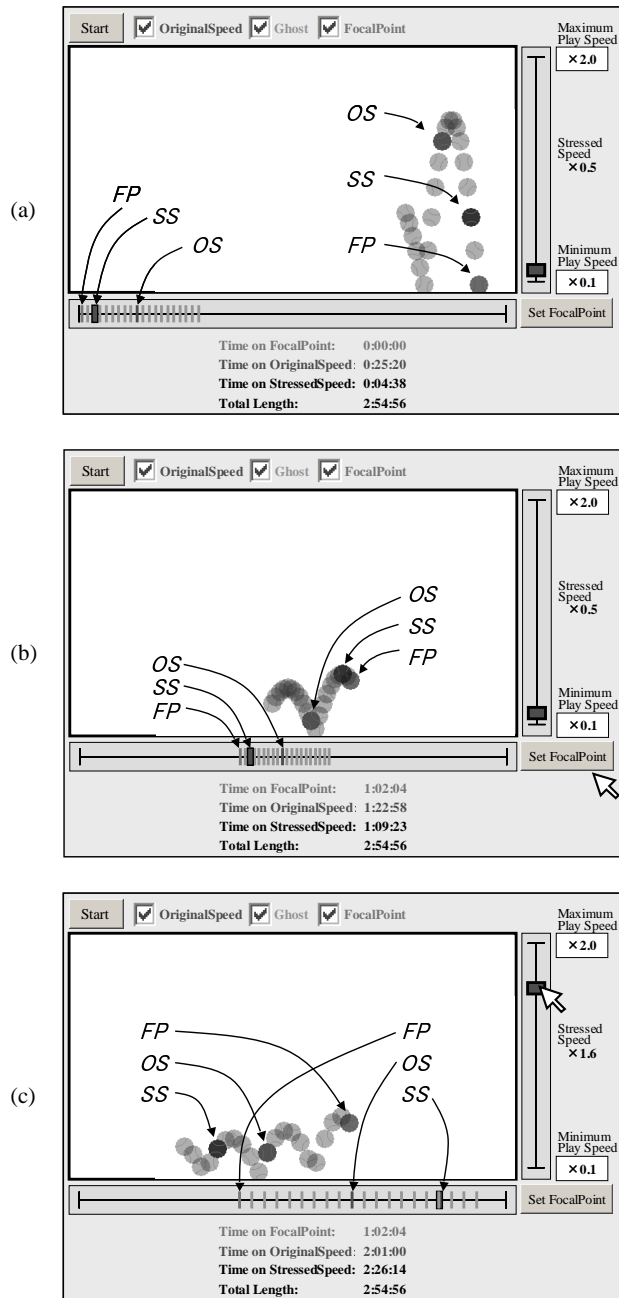 (a)
Start OriginalSpeed Ghost FocalPoint
Maximum
Play Speed
×2.0
OS
Stressed
Speed
×0.5
SS
FP
SS
OS
FP
Minimum
Play Speed
×0.1
Set FocalPoint
Time on FocalPoint: 0:00:00
Time on OriginalSpeed: 0:25:20
Time on StressedSpeed: 0:04:38
Total Length: 2:54:56
(b)
Start OriginalSpeed Ghost FocalPoint
Maximum
Play Speed
×2.0
Stressed
Speed
×0.5
OS
SS
FP
OS
SS
FP
Minimum
Play Speed
×0.1
Set FocalPoint
Time on FocalPoint: 1:02:04
Time on OriginalSpeed: 1:22:58
Time on StressedSpeed: 1:09:23
Total Length: 2:54:56
(c)
Start OriginalSpeed Ghost FocalPoint
Maximum
Play Speed
×2.0
FP FP
OS OS
SS SS
Stressed
Speed
×1.6
Minimum
Play Speed
×0.1
Set FocalPoint
Time on FocalPoint: 1:02:04
Time on OriginalSpeed: 2:01:00
Time on StressedSpeed: 2:26:14
Total Length: 2:54:56